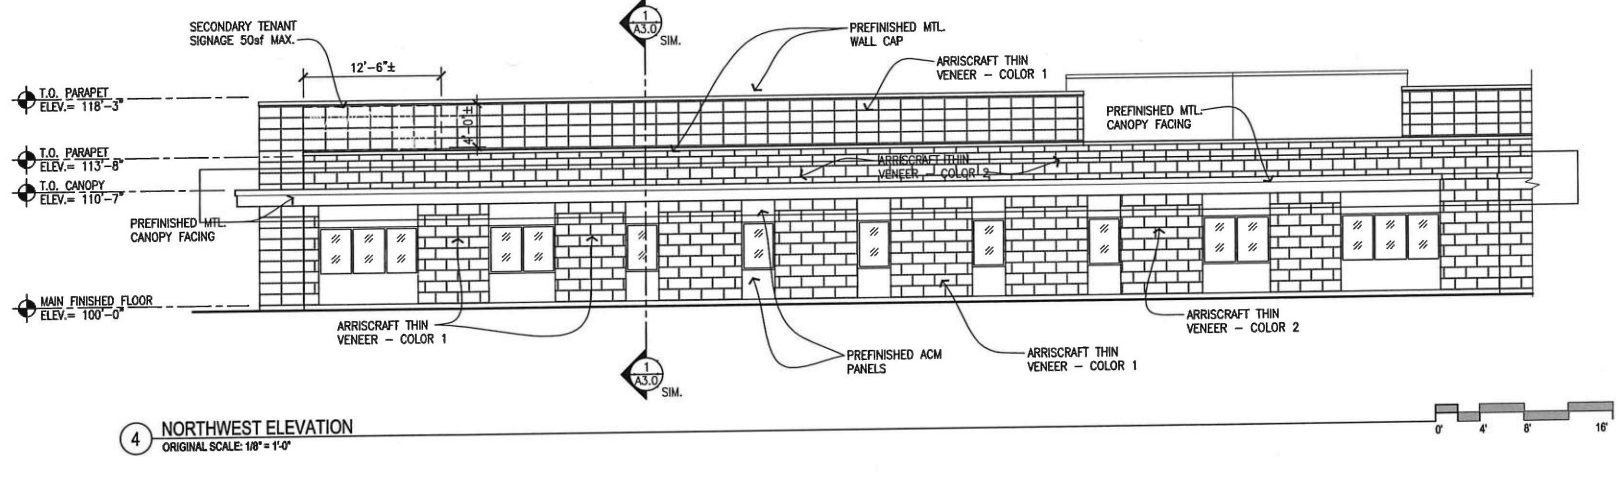 SECONDARY TENANT
SIGNAGE 50sf MAX.
1
A3.0
SIM.
PREFINISHED MTL.
WALL CAP
12'-6"±
ARRISCRAFT THIN
VENEER – COLOR 1
T.O. PARAPET
ELEV.= 118'-3"
4'-0"±
PREFINISHED MTL.
CANOPY FACING
T.O. PARAPET
ELEV.= 113'-8"
ARRISCRAFT THIN
VENEER – COLOR 2
T.O. CANOPY
ELEV.= 110'-7"
PREFINISHED MTL.
CANOPY FACING
MAIN FINISHED FLOOR
ELEV.= 100'-0"
ARRISCRAFT THIN
VENEER – COLOR 1
ARRISCRAFT THIN
VENEER – COLOR 2
PREFINISHED ACM
PANELS
ARRISCRAFT THIN
VENEER – COLOR 1
1
A3.0
SIM.
4
NORTHWEST ELEVATION
ORIGINAL SCALE: 1/8" = 1'-0"
0' 4' 8' 16'